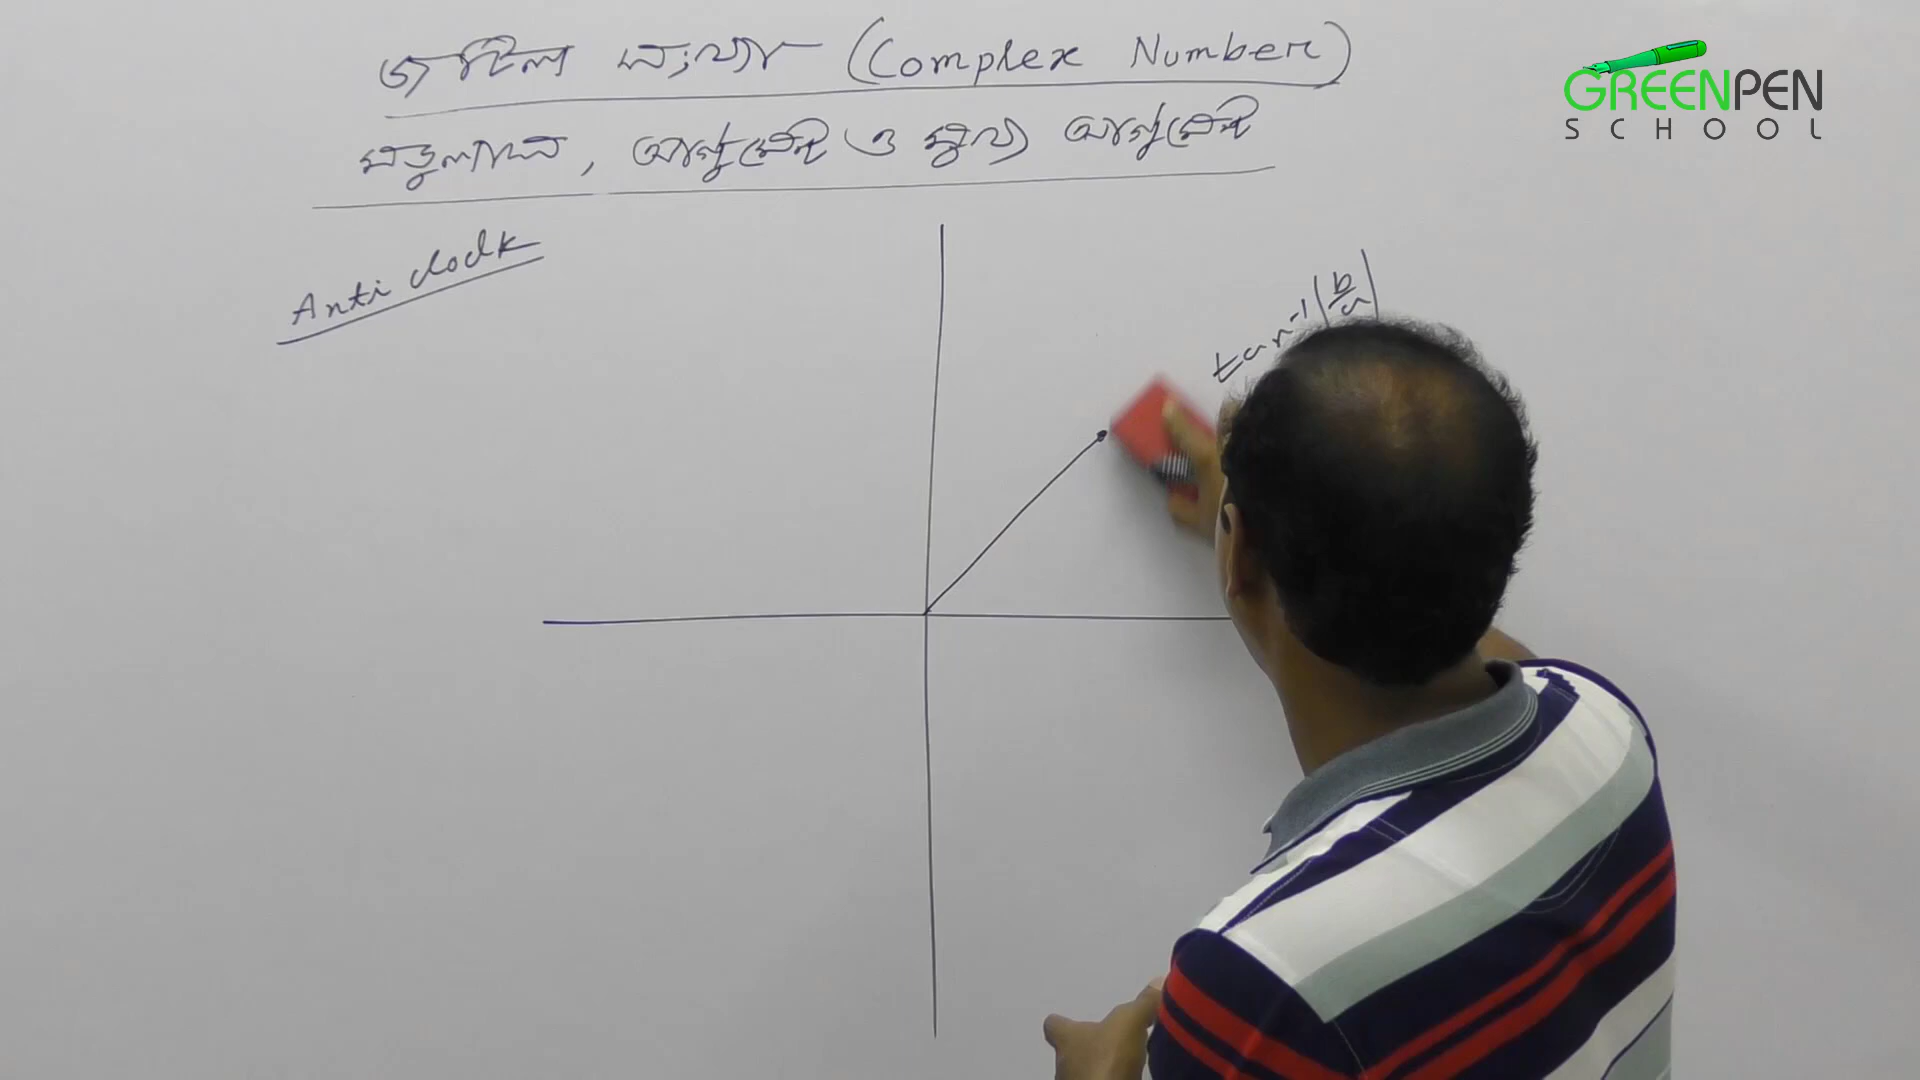 জটিল সংখ্যা (Complex Number)
মডুলাস, আর্গুমেন্ট ও মুখ্য আর্গুমেন্ট
GREENPEN
SCHOOL
Anti clock
tan⁻¹|b/a|